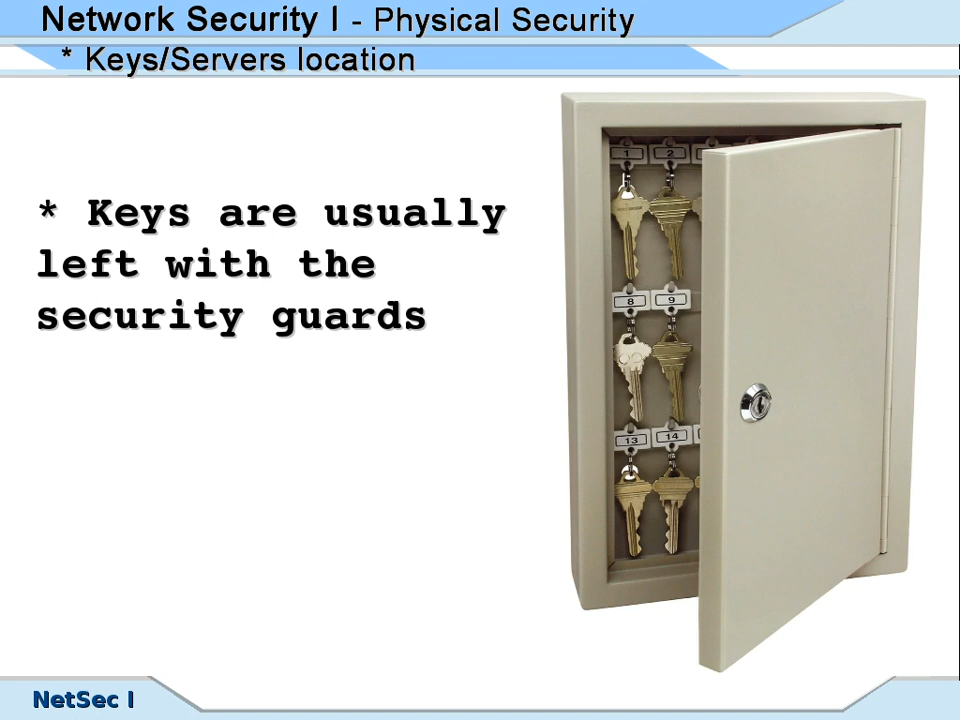 Network Security I - Physical Security
* Keys/Servers location
* Keys are usually
left with the
security guards
1 2
8 9
13 14
NetSec I